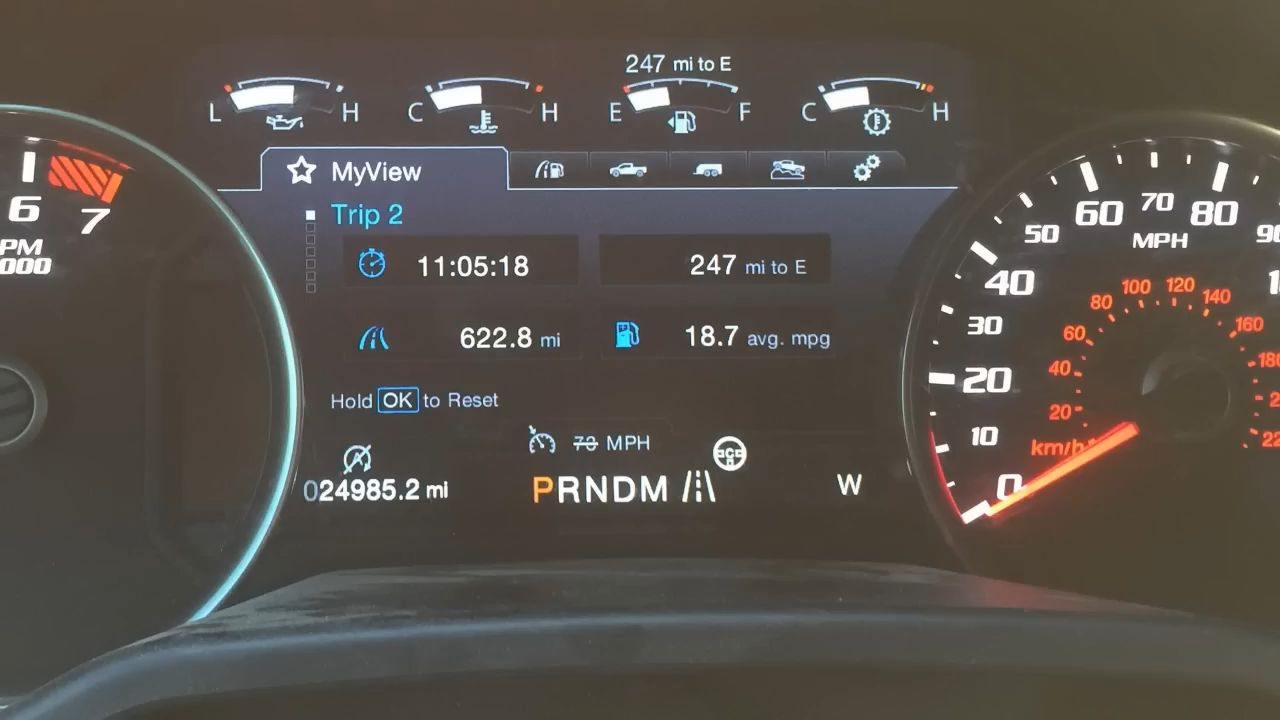 247 mi to E
L H C H E F C H
MyView
Trip 2
11:05:18 247 mi to E
622.8 mi 18.7 avg. mpg
Hold OK to Reset
70 MPH
024985.2 mi PRNDM W
6 7
PM
000
0 10 20 30 40 50 60 70 80
MPH
20 40 60 80 100 120 140 160
km/h